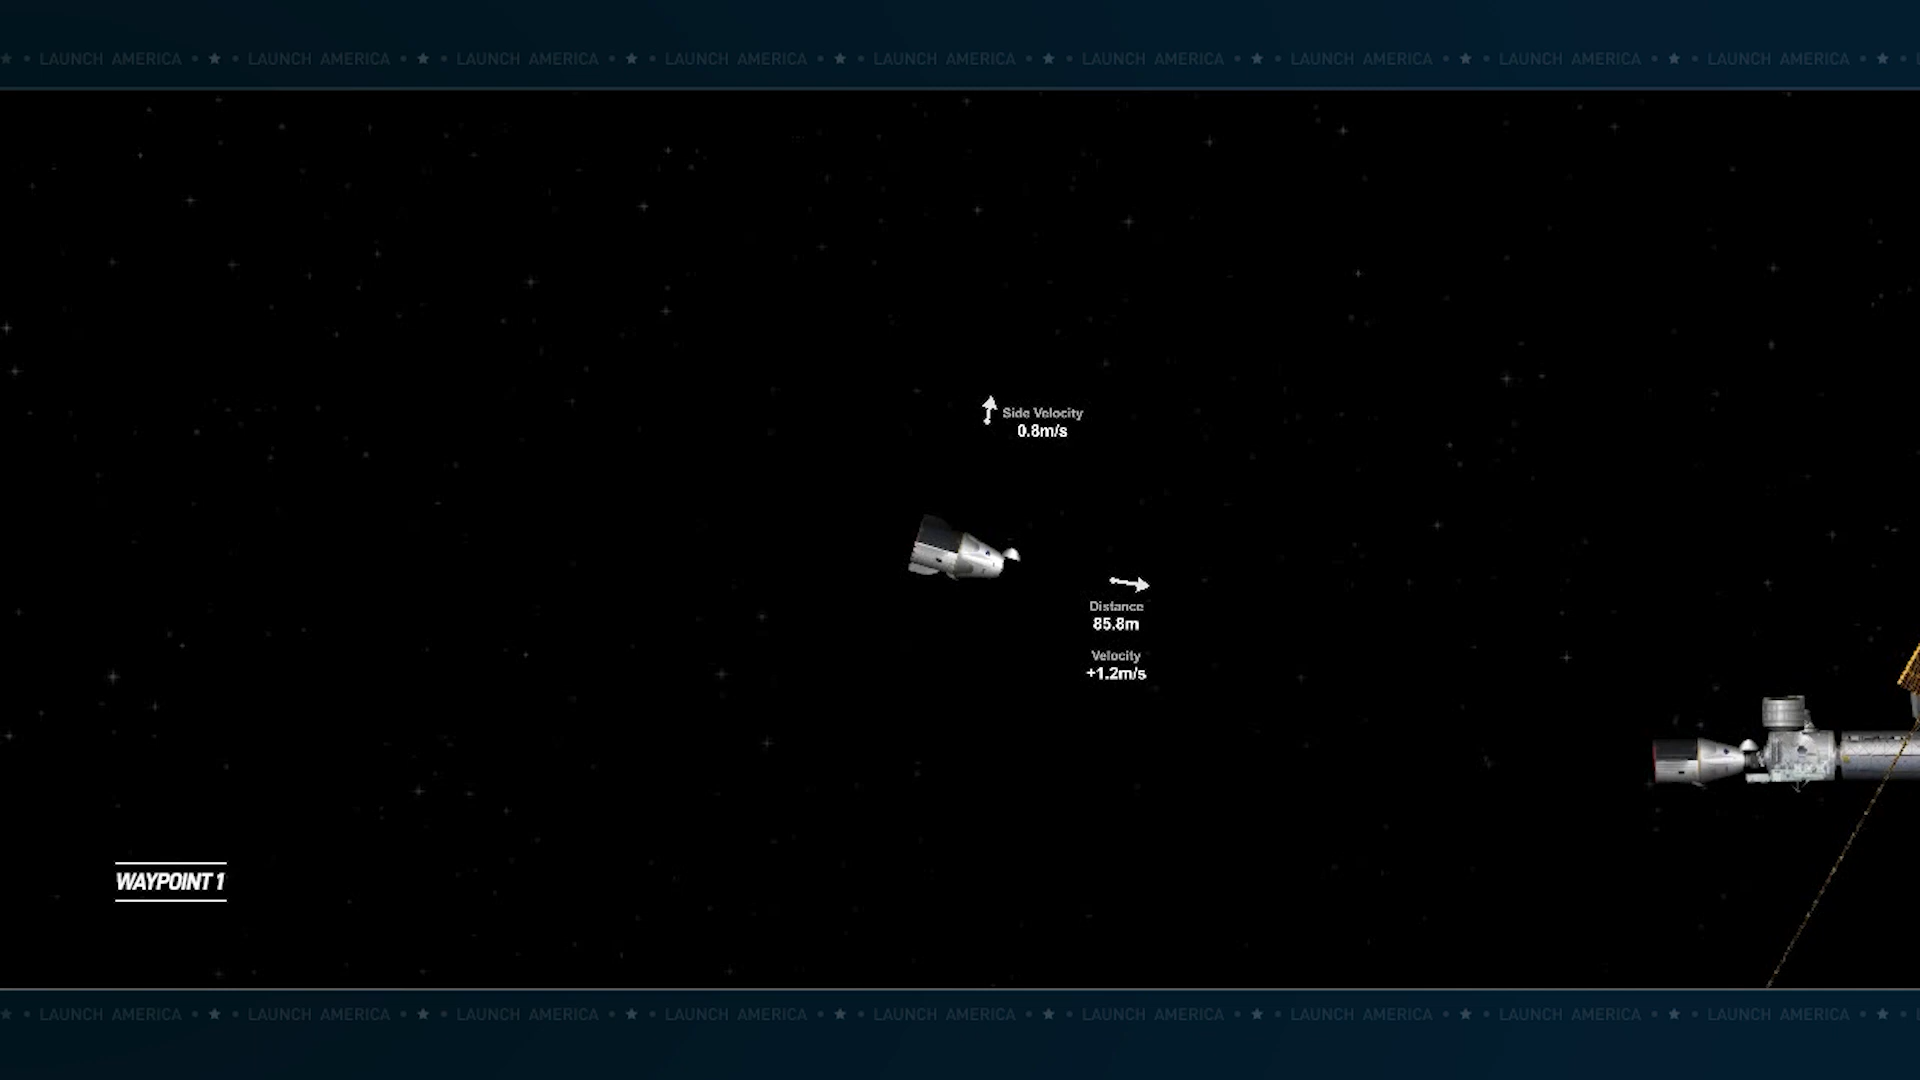 ★ • LAUNCH AMERICA • ★ • LAUNCH AMERICA • ★ • LAUNCH AMERICA • ★ • LAUNCH AMERICA • ★ • LAUNCH AMERICA • ★ • LAUNCH AMERICA • ★ • LAUNCH AMERICA • ★ • LAUNCH AMERICA • ★ • LAUNCH AMERICA • ★ •
Side Velocity
0.8m/s
Distance
85.8m
Velocity
+1.2m/s
WAYPOINT 1
★ • LAUNCH AMERICA • ★ • LAUNCH AMERICA • ★ • LAUNCH AMERICA • ★ • LAUNCH AMERICA • ★ • LAUNCH AMERICA • ★ • LAUNCH AMERICA • ★ • LAUNCH AMERICA • ★ • LAUNCH AMERICA • ★ • LAUNCH AMERICA • ★ •